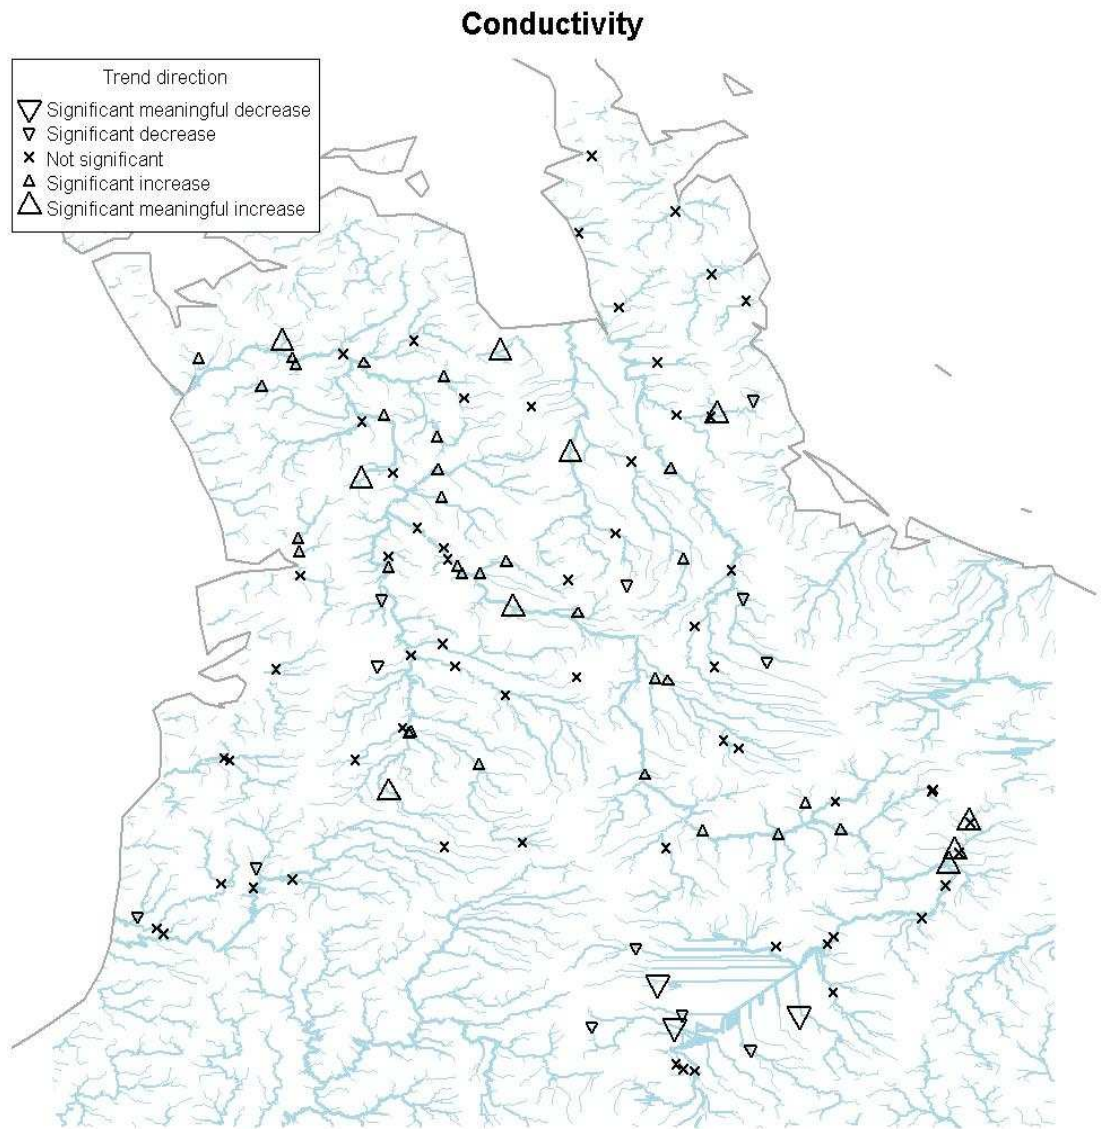 Conductivity
Trend direction
Significant meaningful decrease
Significant decrease
Not significant
Significant increase
Significant meaningful increase